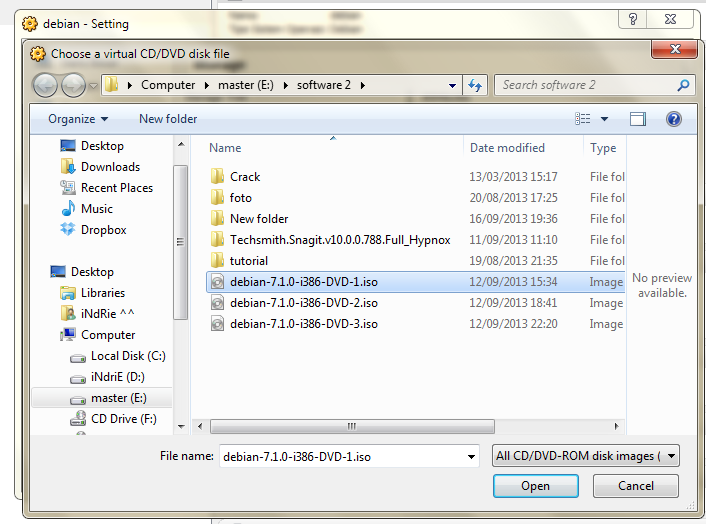 debian - Setting
Choose a virtual CD/DVD disk file
Computer master (E:) software 2
Search software 2
Organize New folder
Desktop
Downloads
Recent Places
Music
Dropbox
Desktop
Libraries
iNdRie ^^
Computer
Local Disk (C:)
iNdriE (D:)
master (E:)
CD Drive (F:)
Name Date modified Type
Crack 13/03/2013 15:17 File fol
foto 20/08/2013 17:25 File fol
New folder 16/09/2013 19:36 File fol
Techsmith.Snagit.v10.0.0.788.Full_Hypnox 11/09/2013 11:10 File fol
tutorial 19/08/2013 21:35 File fol
debian-7.1.0-i386-DVD-1.iso 12/09/2013 15:34 Image
debian-7.1.0-i386-DVD-2.iso 12/09/2013 18:41 Image
debian-7.1.0-i386-DVD-3.iso 12/09/2013 22:20 Image
No preview
available.
File name: debian-7.1.0-i386-DVD-1.iso All CD/DVD-ROM disk images (
Open Cancel